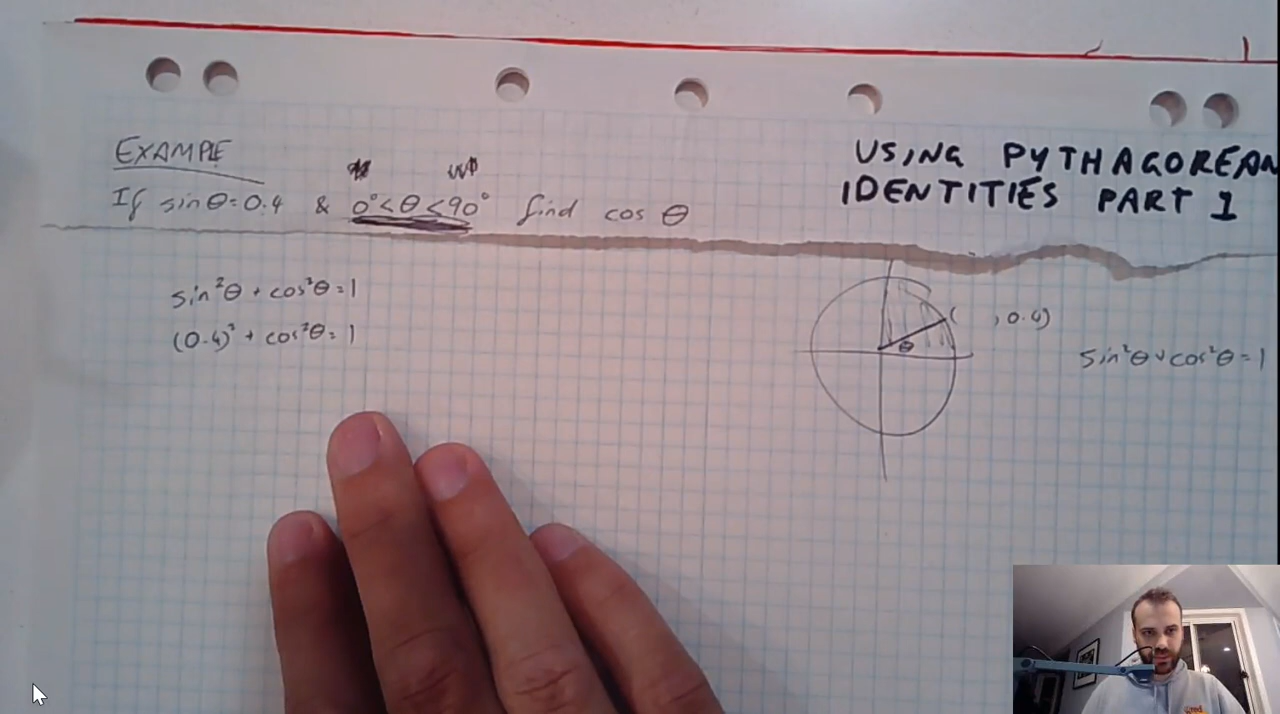 EXAMPLE
If sin θ = 0.4 & 0° < θ < 90° find cos θ
USING PYTHAGOREAN
IDENTITIES PART 1
sin²θ + cos²θ = 1
(0.4)² + cos²θ = 1
( , 0.4)
θ
sin²θ + cos²θ = 1